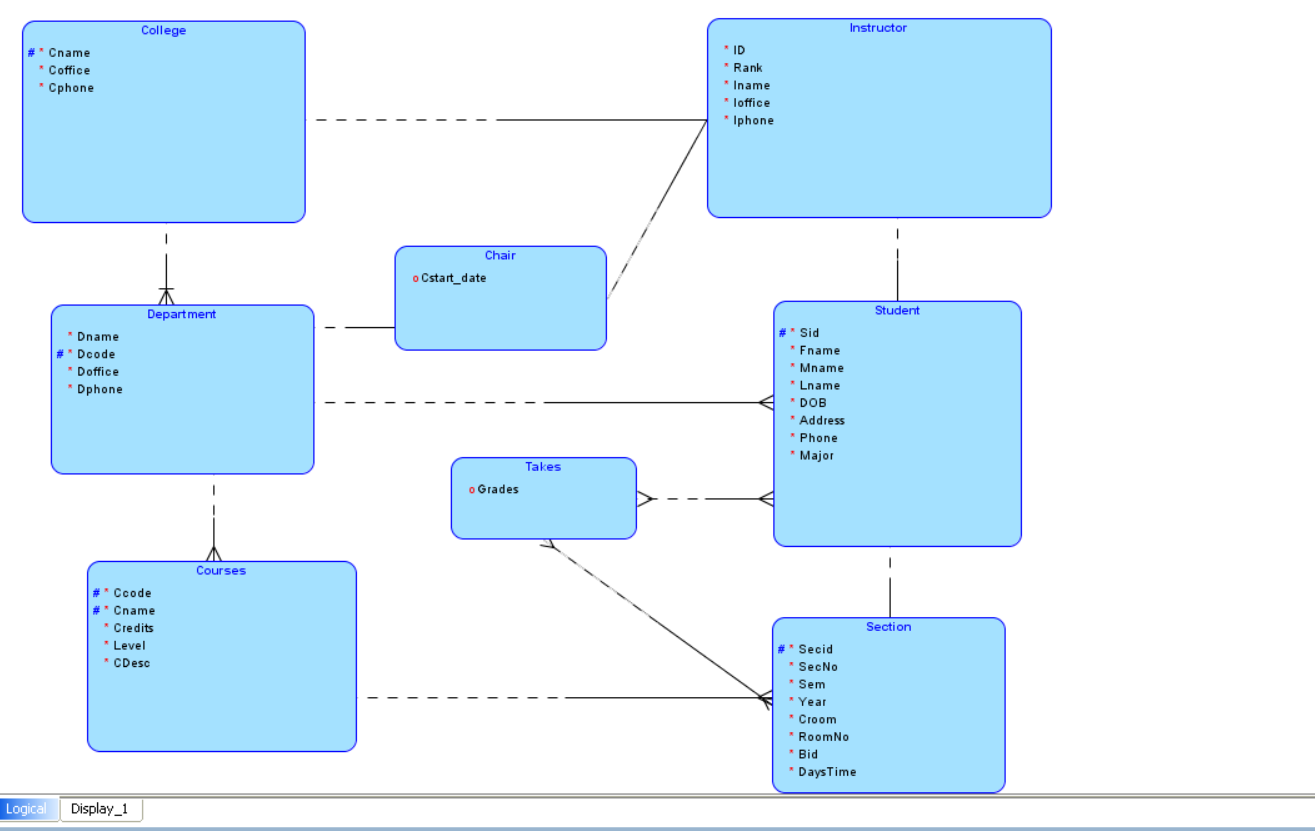 College
# * Cname
* Coffice
* Cphone
Instructor
* ID
* Rank
* Iname
* Ioffice
* Iphone
Chair
o Cstart_date
Department
* Dname
# * Dcode
* Doffice
* Dphone
Student
# * Sid
* Fname
* Mname
* Lname
* DOB
* Address
* Phone
* Major
Takes
o Grades
Courses
# * Ccode
# * Cname
* Credits
* Level
* CDesc
Section
# * Secid
* SecNo
* Sem
* Year
* Croom
* RoomNo
* Bid
* DaysTime
Logical
Display_1